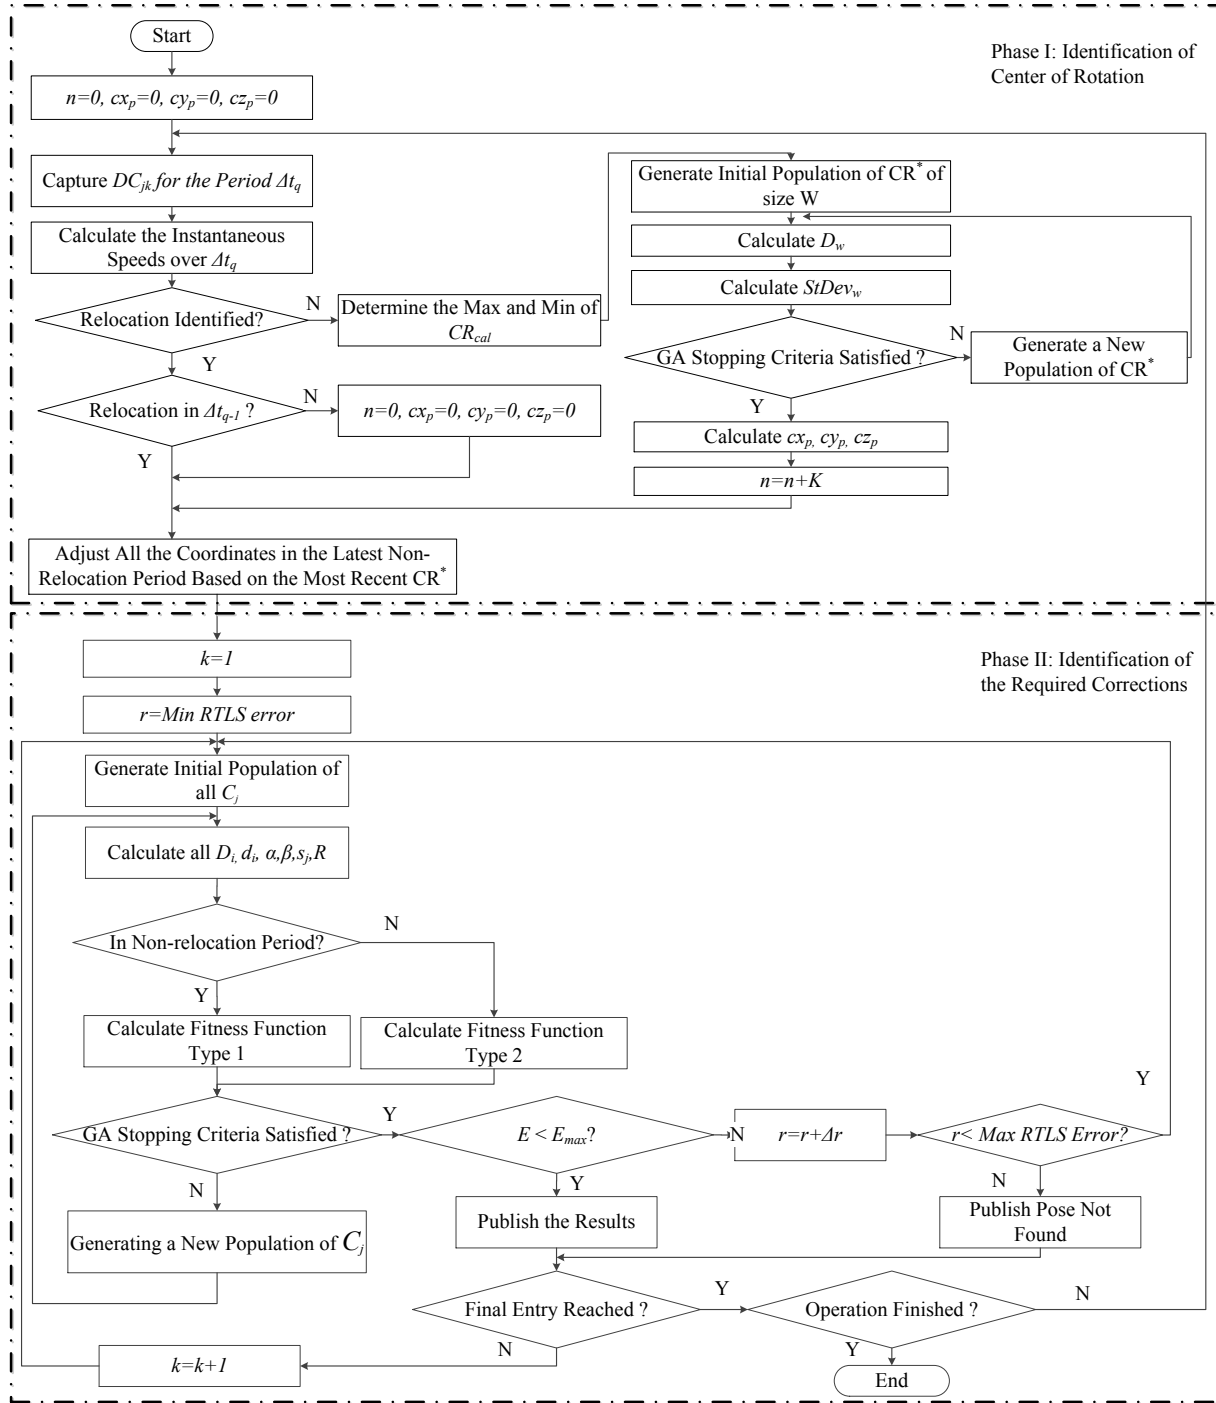 Start
Phase I: Identification of
Center of Rotation
n=0, cxₚ=0, cyₚ=0, czₚ=0
Capture DCⱼₖ for the Period Δt_q
Calculate the Instantaneous
Speeds over Δt_q
Relocation Identified?
N
Y
Determine the Max and Min of
CR_cal
Relocation in Δt_q-1 ?
N
Y
n=0, cxₚ=0, cyₚ=0, czₚ=0
Generate Initial Population of CR* of
size W
Calculate D_w
Calculate StDev_w
GA Stopping Criteria Satisfied ?
N
Y
Generate a New
Population of CR*
Calculate cxₚ, cyₚ, czₚ
n=n+K
Adjust All the Coordinates in the Latest Non-
Relocation Period Based on the Most Recent CR*
Phase II: Identification of
the Required Corrections
k=1
r=Min RTLS error
Generate Initial Population of
all Cⱼ
Calculate all Dᵢ, dᵢ, α,β,sⱼ,R
In Non-relocation Period?
N
Y
Calculate Fitness Function
Type 1
Calculate Fitness Function
Type 2
GA Stopping Criteria Satisfied ?
Y
N
E < E_max?
N
Y
r=r+Δr
r< Max RTLS Error?
Y
N
Generating a New Population of Cⱼ
Publish the Results
Publish Pose Not
Found
Final Entry Reached ?
Y
N
Operation Finished ?
N
Y
k=k+1
End